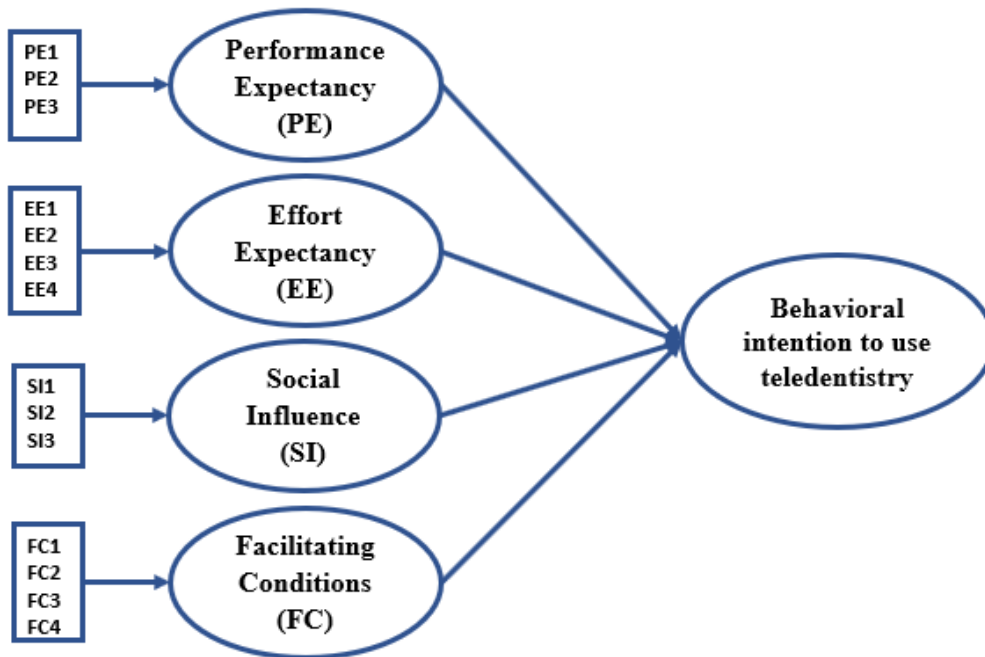 PE1
PE2
PE3
Performance
Expectancy
(PE)
EE1
EE2
EE3
EE4
Effort
Expectancy
(EE)
SI1
SI2
SI3
Social
Influence
(SI)
FC1
FC2
FC3
FC4
Facilitating
Conditions
(FC)
Behavioral
intention to use
teledentistry